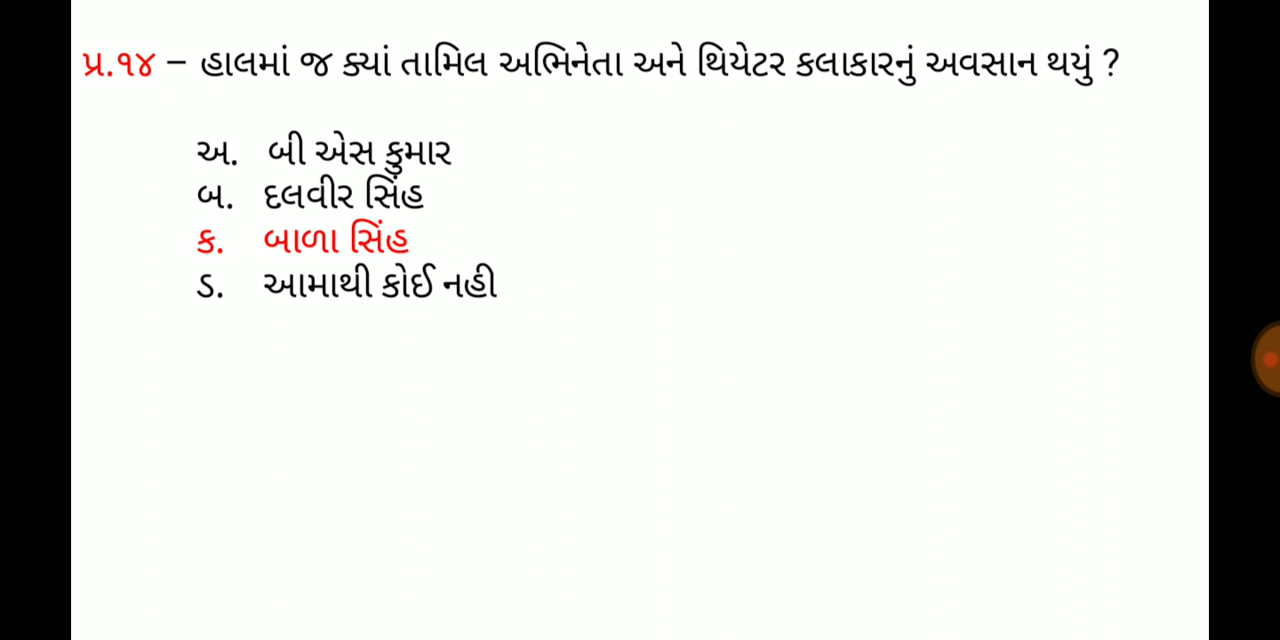 પ્ર.૧૪ – હાલમાં જ ક્યાં તામિલ અભિનેતા અને થિયેટર કલાકારનું અવસાન થયું ?
અ. બી એસ કુમાર
બ. દલવીર સિંહ
ક. બાળા સિંહ
ડ. આમાથી કોઈ નહી